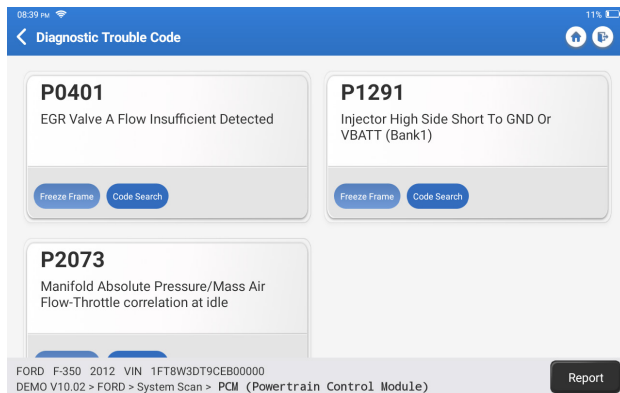 08:39 PM
11%
Diagnostic Trouble Code
P0401
EGR Valve A Flow Insufficient Detected
Freeze Frame
Code Search
P1291
Injector High Side Short To GND Or
VBATT (Bank1)
Freeze Frame
Code Search
P2073
Manifold Absolute Pressure/Mass Air
Flow-Throttle correlation at idle
FORD F-350 2012 VIN 1FT8W3DT9CEB00000
DEMO V10.02 > FORD > System Scan > PCM (Powertrain Control Module)
Report